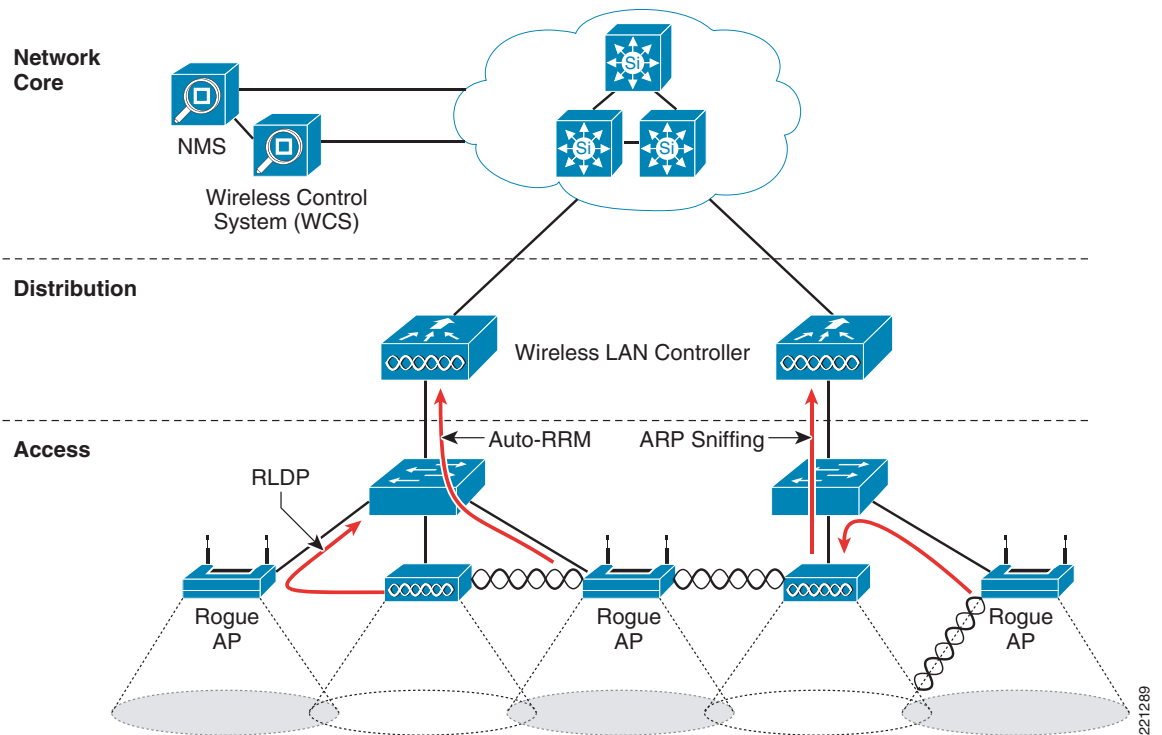 Network
Core
Si
Si
Si
NMS
Wireless Control
System (WCS)
Distribution
Wireless LAN Controller
Access
Auto-RRM
ARP Sniffing
RLDP
Rogue
AP
Rogue
AP
Rogue
AP
221289